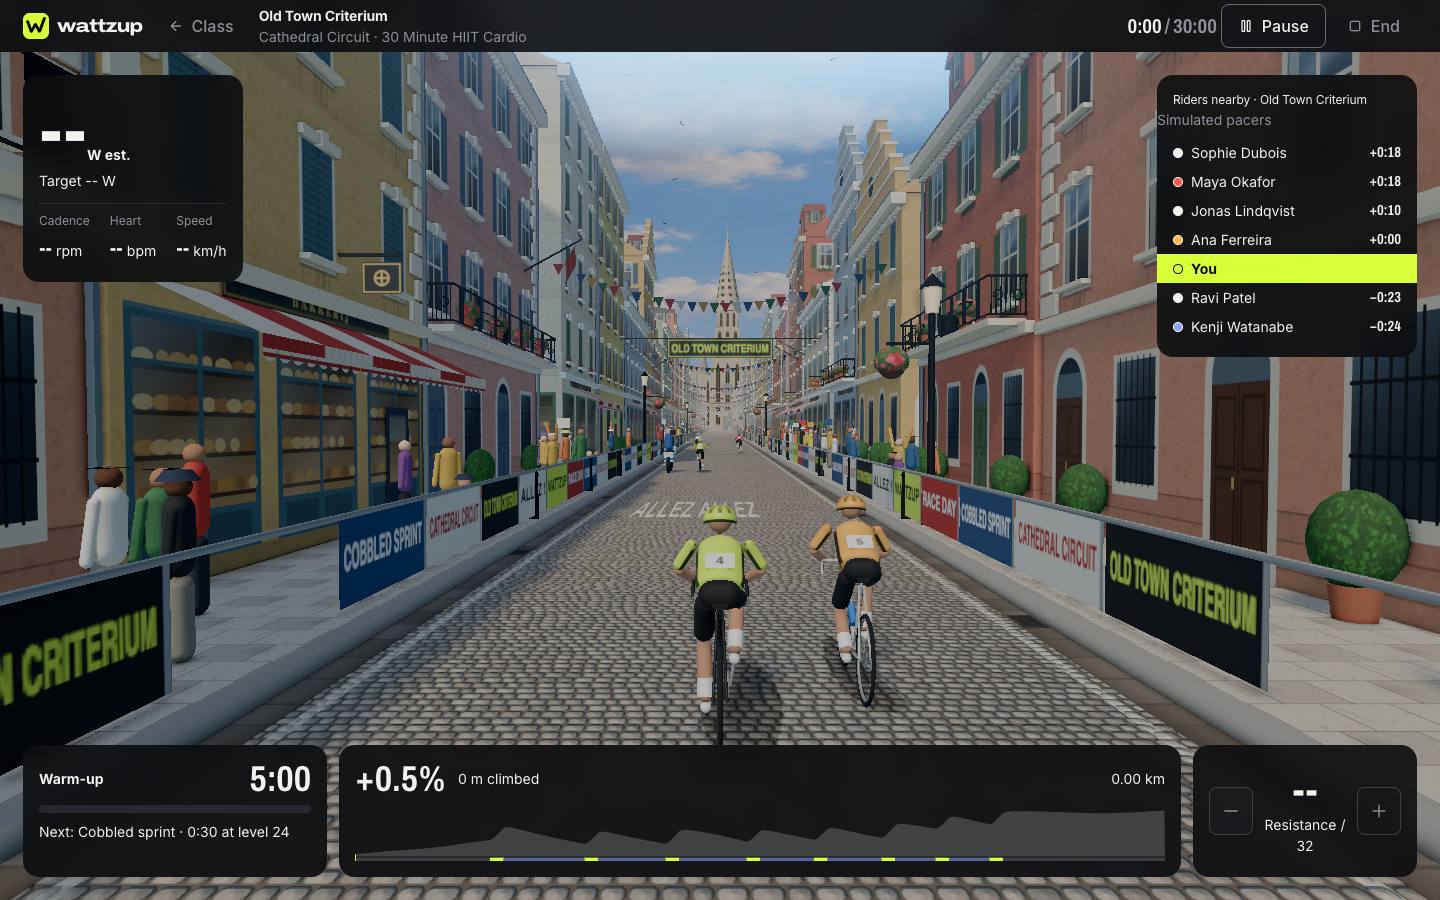 wattzup
Class
Old Town Criterium
Cathedral Circuit · 30 Minute HIIT Cardio
0:00 / 30:00
Pause
End
--
W est.
Target -- W
Cadence Heart Speed
-- rpm -- bpm -- km/h
Riders nearby · Old Town Criterium
Simulated pacers
Sophie Dubois +0:18
Maya Okafor +0:18
Jonas Lindqvist +0:10
Ana Ferreira +0:00
You
Ravi Patel −0:23
Kenji Watanabe −0:24
OLD TOWN CRITERIUM
ALLEZ ALLEZ
4
5
N CRITERIUM
COBBLED SPRINT
CATHEDRAL CIRCUIT
OLD TOWN CRITERIUM
ALLEZ
WATTZUP
RACE DAY
COBBLED SPRINT
CATHEDRAL CIRCUIT
OLD TOWN CRITERIUM
Warm-up 5:00
Next: Cobbled sprint · 0:30 at level 24
+0.5% 0 m climbed 0.00 km
--
Resistance /
32